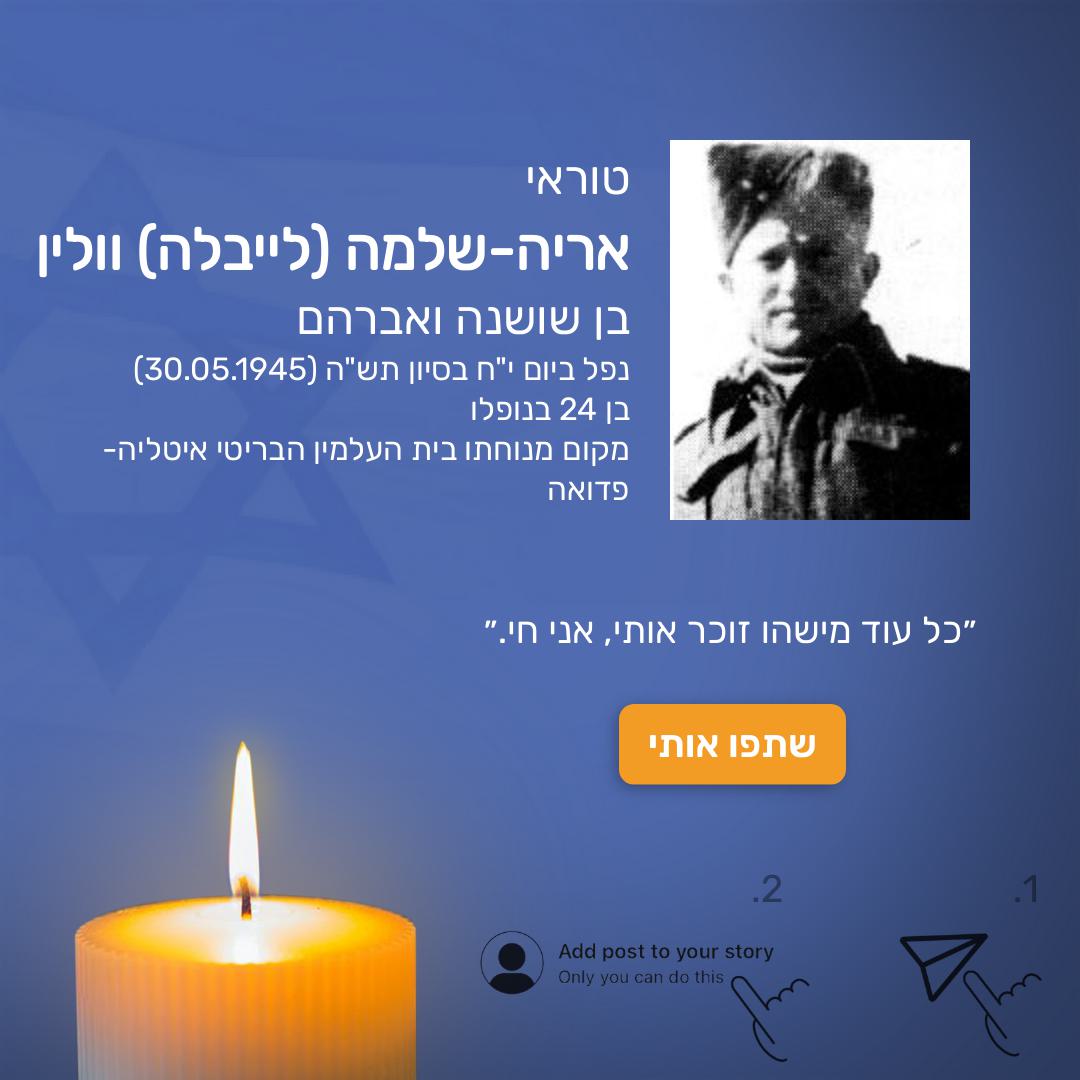 טוראי
אריה-שלמה (לייבלה) וולין
בן שושנה ואברהם
נפל ביום י"ח בסיון תש"ה (30.05.1945)
בן 24 בנופלו
מקום מנוחתו בית העלמין הבריטי איטליה-
פדואה
״כל עוד מישהו זוכר אותי, אני חי.״
שתפו אותי
1.
2.
Add post to your story
Only you can do this